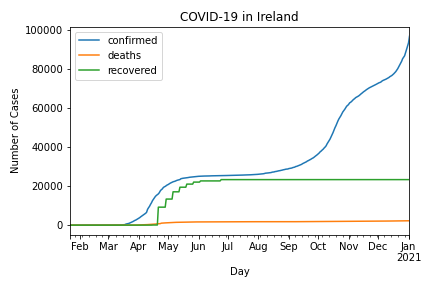 COVID-19 in Ireland
confirmed
deaths
recovered
100000
80000
60000
40000
20000
0
Number of Cases
Feb Mar Apr May Jun Jul Aug Sep Oct Nov Dec Jan
2021
Day